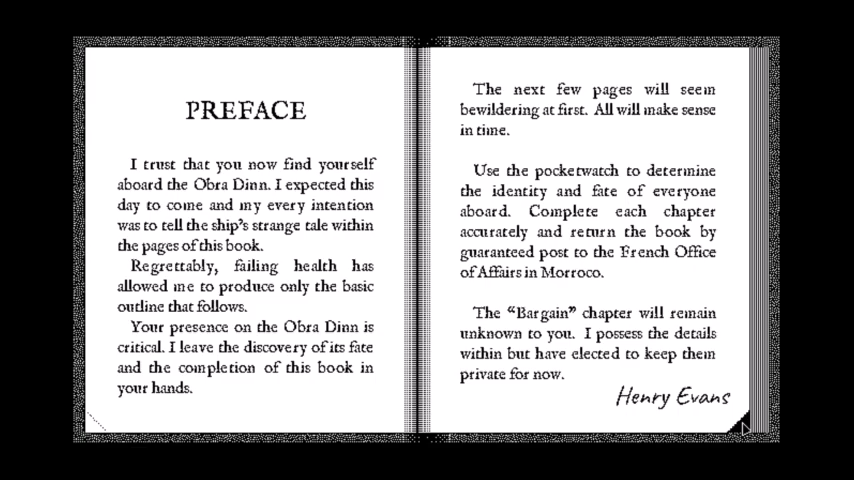 PREFACE
I trust that you now find yourself
aboard the Obra Dinn. I expected this
day to come and my every intention
was to tell the ship's strange tale within
the pages of this book.
Regrettably, failing health has
allowed me to produce only the basic
outline that follows.
Your presence on the Obra Dinn is
critical. I leave the discovery of its fate
and the completion of this book in
your hands.
The next few pages will seem
bewildering at first. All will make sense
in time.
Use the pocketwatch to determine
the identity and fate of everyone
aboard. Complete each chapter
accurately and return the book by
guaranteed post to the French Office
of Affairs in Morroco.
The “Bargain” chapter will remain
unknown to you. I possess the details
within but have elected to keep them
private for now.
Henry Evans